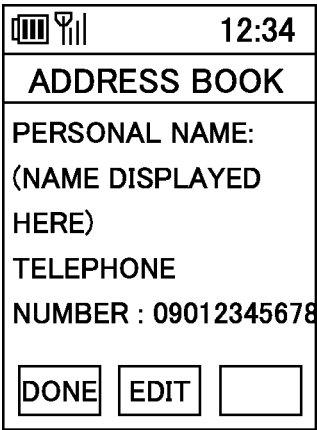 12:34
ADDRESS BOOK
PERSONAL NAME:
(NAME DISPLAYED
HERE)
TELEPHONE
NUMBER : 09012345678
DONE EDIT